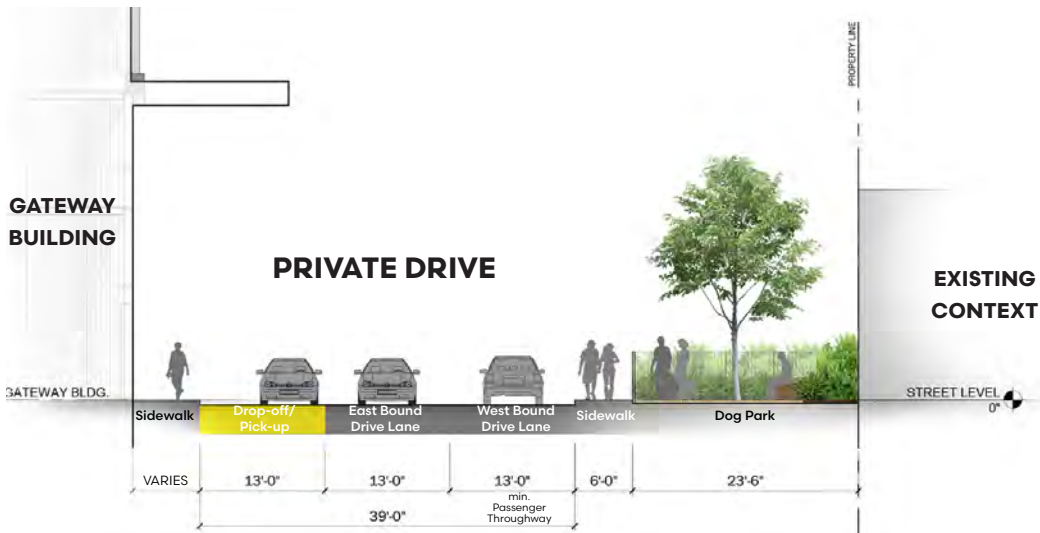 PROPERTY LINE
GATEWAY
BUILDING
PRIVATE DRIVE
EXISTING
CONTEXT
GATEWAY BLDG.
STREET LEVEL
0"
Sidewalk
Drop-off/
Pick-up
East Bound
Drive Lane
West Bound
Drive Lane
Sidewalk
Dog Park
VARIES
13'-0"
13'-0"
13'-0"
6'-0"
23'-6"
min.
Passenger
Throughway
39'-0"